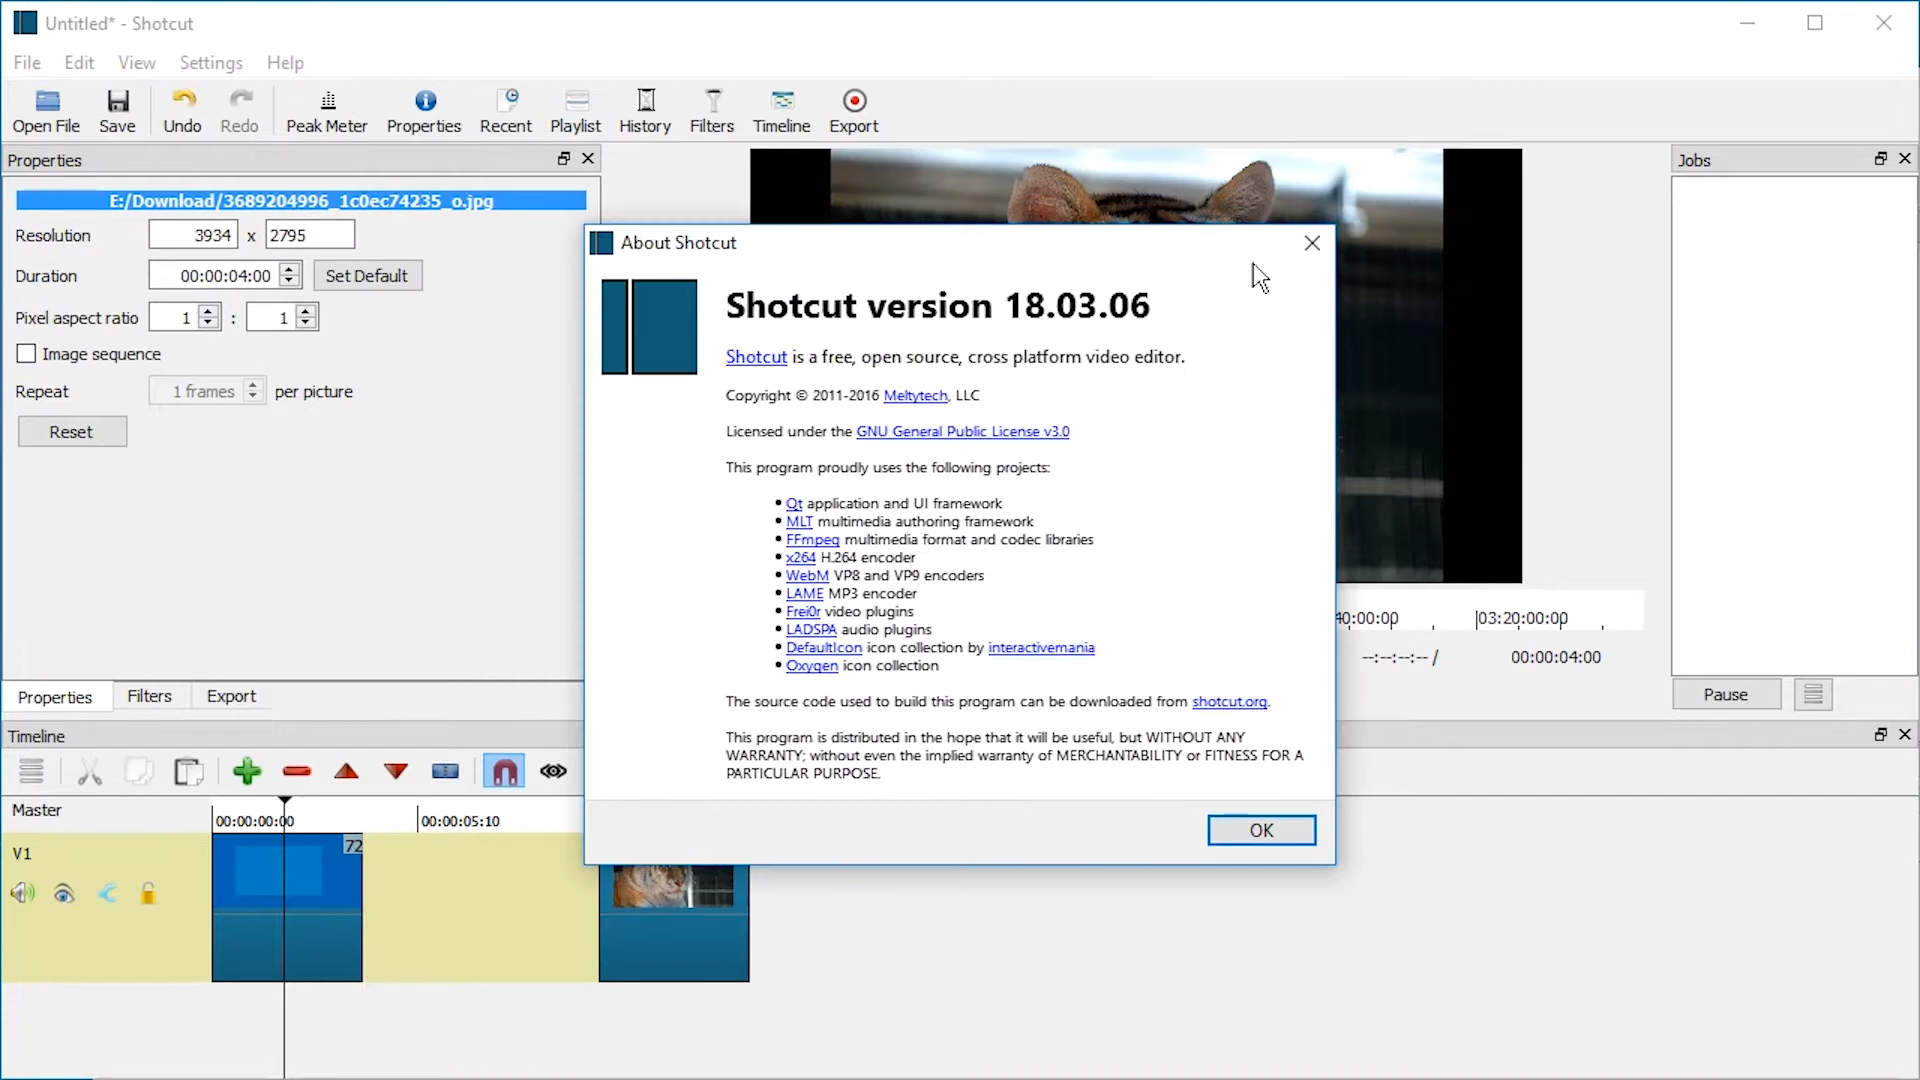 Untitled* - Shotcut
File Edit View Settings Help
Open File Save Undo Redo Peak Meter Properties Recent Playlist History Filters Timeline Export
Properties
E:/Download/3689204996_1c0ec74235_o.jpg
Resolution 3934 x 2795
Duration 00:00:04:00 Set Default
Pixel aspect ratio 1 : 1
Image sequence
Repeat 1 frames per picture
Reset
Properties Filters Export
Jobs
Pause
About Shotcut
Shotcut version 18.03.06
Shotcut is a free, open source, cross platform video editor.
Copyright © 2011-2016 Meltytech, LLC
Licensed under the GNU General Public License v3.0
This program proudly uses the following projects:
• Qt application and UI framework
• MLT multimedia authoring framework
• FFmpeg multimedia format and codec libraries
• x264 H.264 encoder
• WebM VP8 and VP9 encoders
• LAME MP3 encoder
• Frei0r video plugins
• LADSPA audio plugins
• DefaultIcon icon collection by interactivemania
• Oxygen icon collection
The source code used to build this program can be downloaded from shotcut.org.
This program is distributed in the hope that it will be useful, but WITHOUT ANY
WARRANTY; without even the implied warranty of MERCHANTABILITY or FITNESS FOR A
PARTICULAR PURPOSE.
OK
40:00:00 03:20:00:00
--:--:--:-- / 00:00:04:00
Timeline
Master 00:00:00:00 00:00:05:10
V1 72